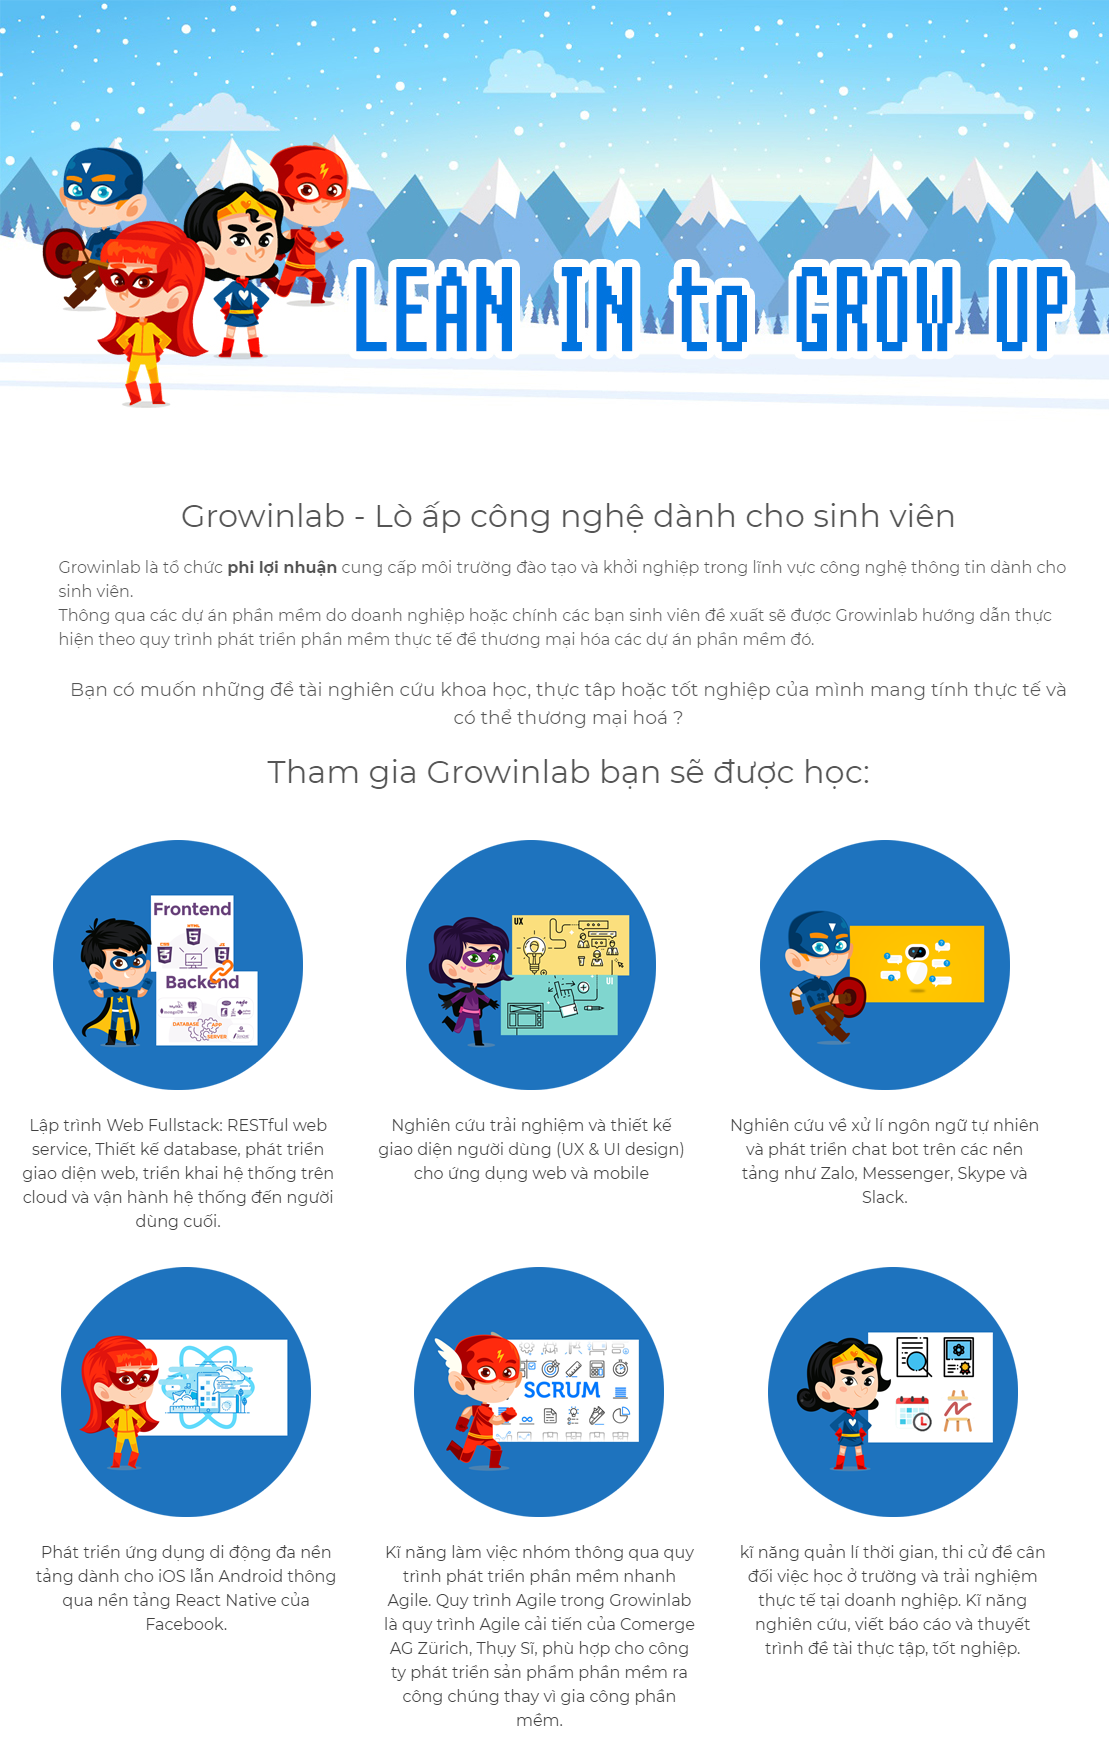 LEAN IN to GROW UP
Growinlab - Lò ấp công nghệ dành cho sinh viên
Growinlab là tổ chức phi lợi nhuận cung cấp môi trường đào tạo và khởi nghiệp trong lĩnh vực công nghệ thông tin dành cho
sinh viên.
Thông qua các dự án phần mềm do doanh nghiệp hoặc chính các bạn sinh viên đề xuất sẽ được Growinlab hướng dẫn thực
hiện theo quy trình phát triển phần mềm thực tế để thương mại hóa các dự án phần mềm đó.
Bạn có muốn những đề tài nghiên cứu khoa học, thực tâp hoặc tốt nghiệp của mình mang tính thực tế và
có thể thương mại hoá ?
Tham gia Growinlab bạn sẽ được học:
Frontend
HTML
Backend
DATABASE
APP
SERVER
UX
UI
Lập trình Web Fullstack: RESTful web
service, Thiết kế database, phát triển
giao diện web, triển khai hệ thống trên
cloud và vận hành hệ thống đến người
dùng cuối.
Nghiên cứu trải nghiệm và thiết kế
giao diện người dùng (UX & UI design)
cho ứng dụng web và mobile
Nghiên cứu về xử lí ngôn ngữ tự nhiên
và phát triển chat bot trên các nền
tảng như Zalo, Messenger, Skype và
Slack.
SCRUM
Phát triển ứng dụng di động đa nền
tảng dành cho iOS lẫn Android thông
qua nền tảng React Native của
Facebook.
Kĩ năng làm việc nhóm thông qua quy
trình phát triển phần mềm nhanh
Agile. Quy trình Agile trong Growinlab
là quy trình Agile cải tiến của Comerge
AG Zürich, Thụy Sĩ, phù hợp cho công
ty phát triển sản phẩm phần mềm ra
công chúng thay vì gia công phần
mềm.
kĩ năng quản lí thời gian, thi cử để cân
đối việc học ở trường và trải nghiệm
thực tế tại doanh nghiệp. Kĩ năng
nghiên cứu, viết báo cáo và thuyết
trình đề tài thực tập, tốt nghiệp.